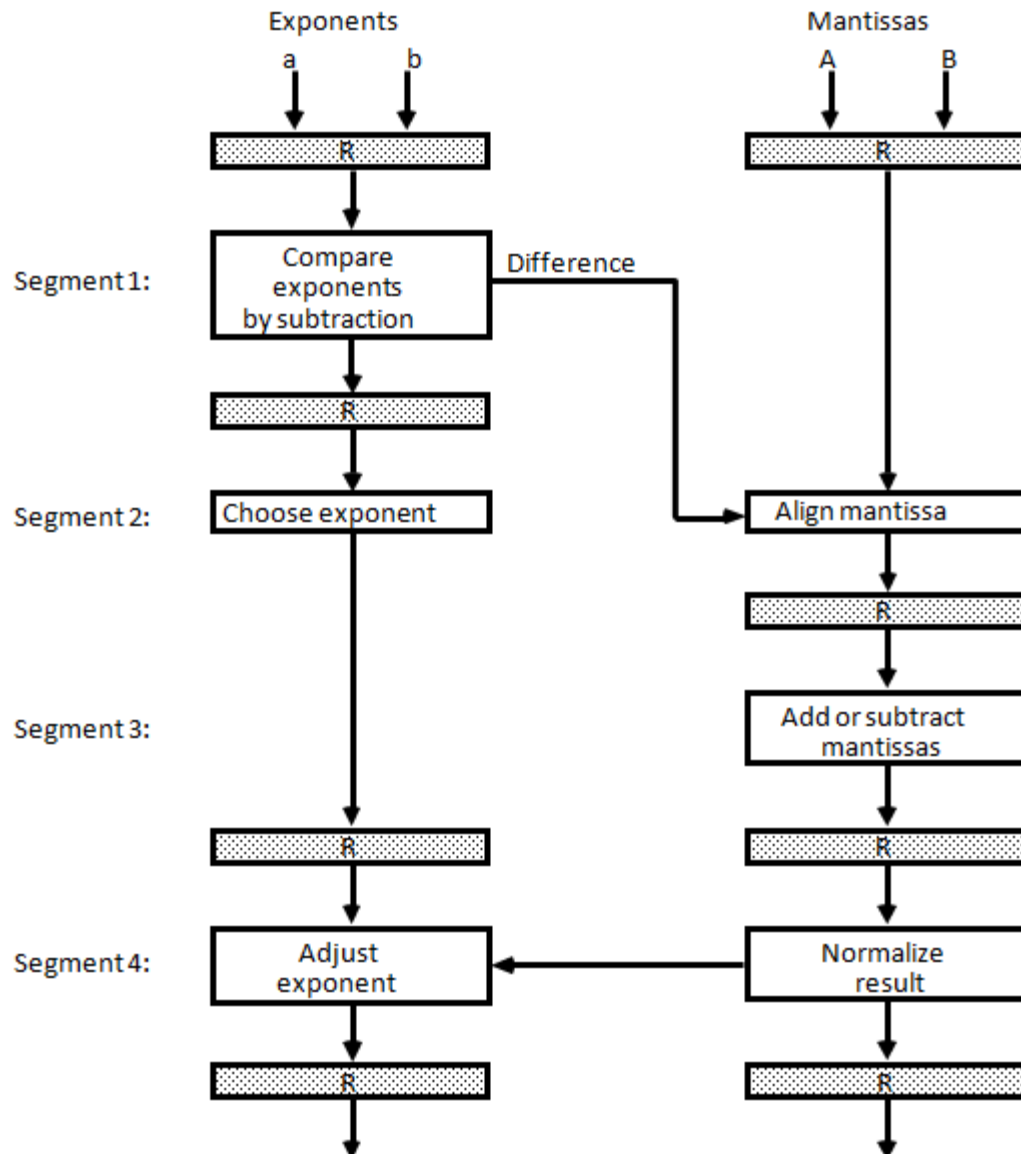 Exponents
Mantissas
a
b
A
B
R
R
Segment 1:
Compare
exponents
by subtraction
Difference
R
Segment 2:
Choose exponent
Align mantissa
R
Segment 3:
Add or subtract
mantissas
R
R
Segment 4:
Adjust
exponent
Normalize
result
R
R